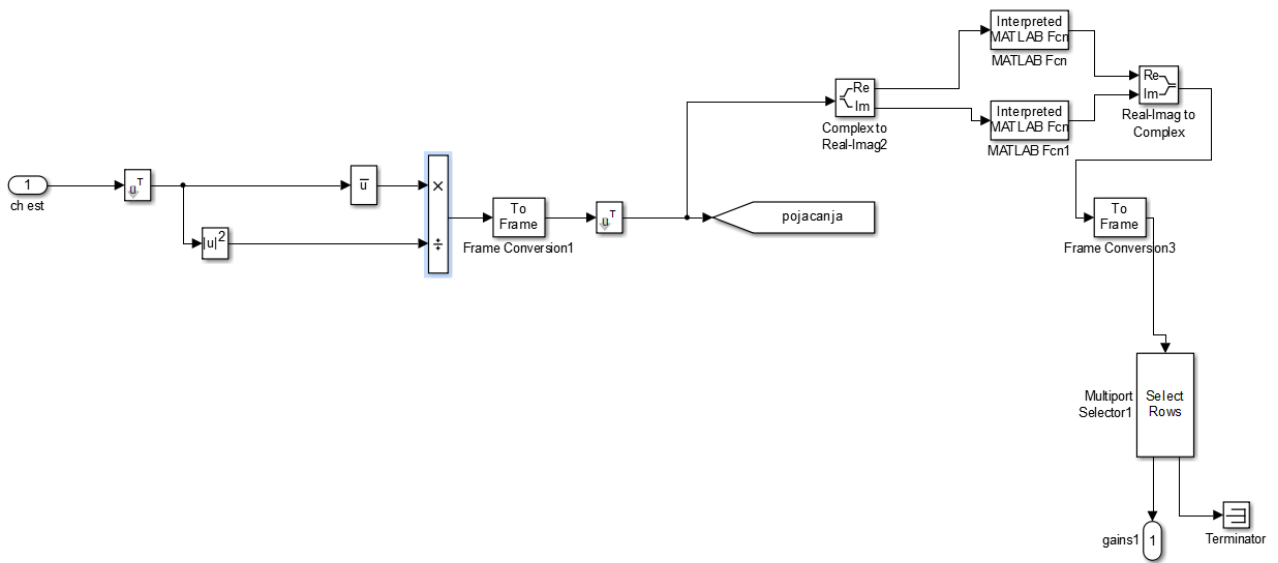 1
ch est
u T
u
|u|2
×
÷
To
Frame
Frame Conversion1
u T
pojacanja
Re
Im
Complex to
Real-Imag2
Interpreted
MATLAB Fcn
MATLAB Fcn
Interpreted
MATLAB Fcn
MATLAB Fcn1
Re
Im
Real-Imag to
Complex
To
Frame
Frame Conversion3
Multiport
Selector1
Select
Rows
gains1
1
Terminator